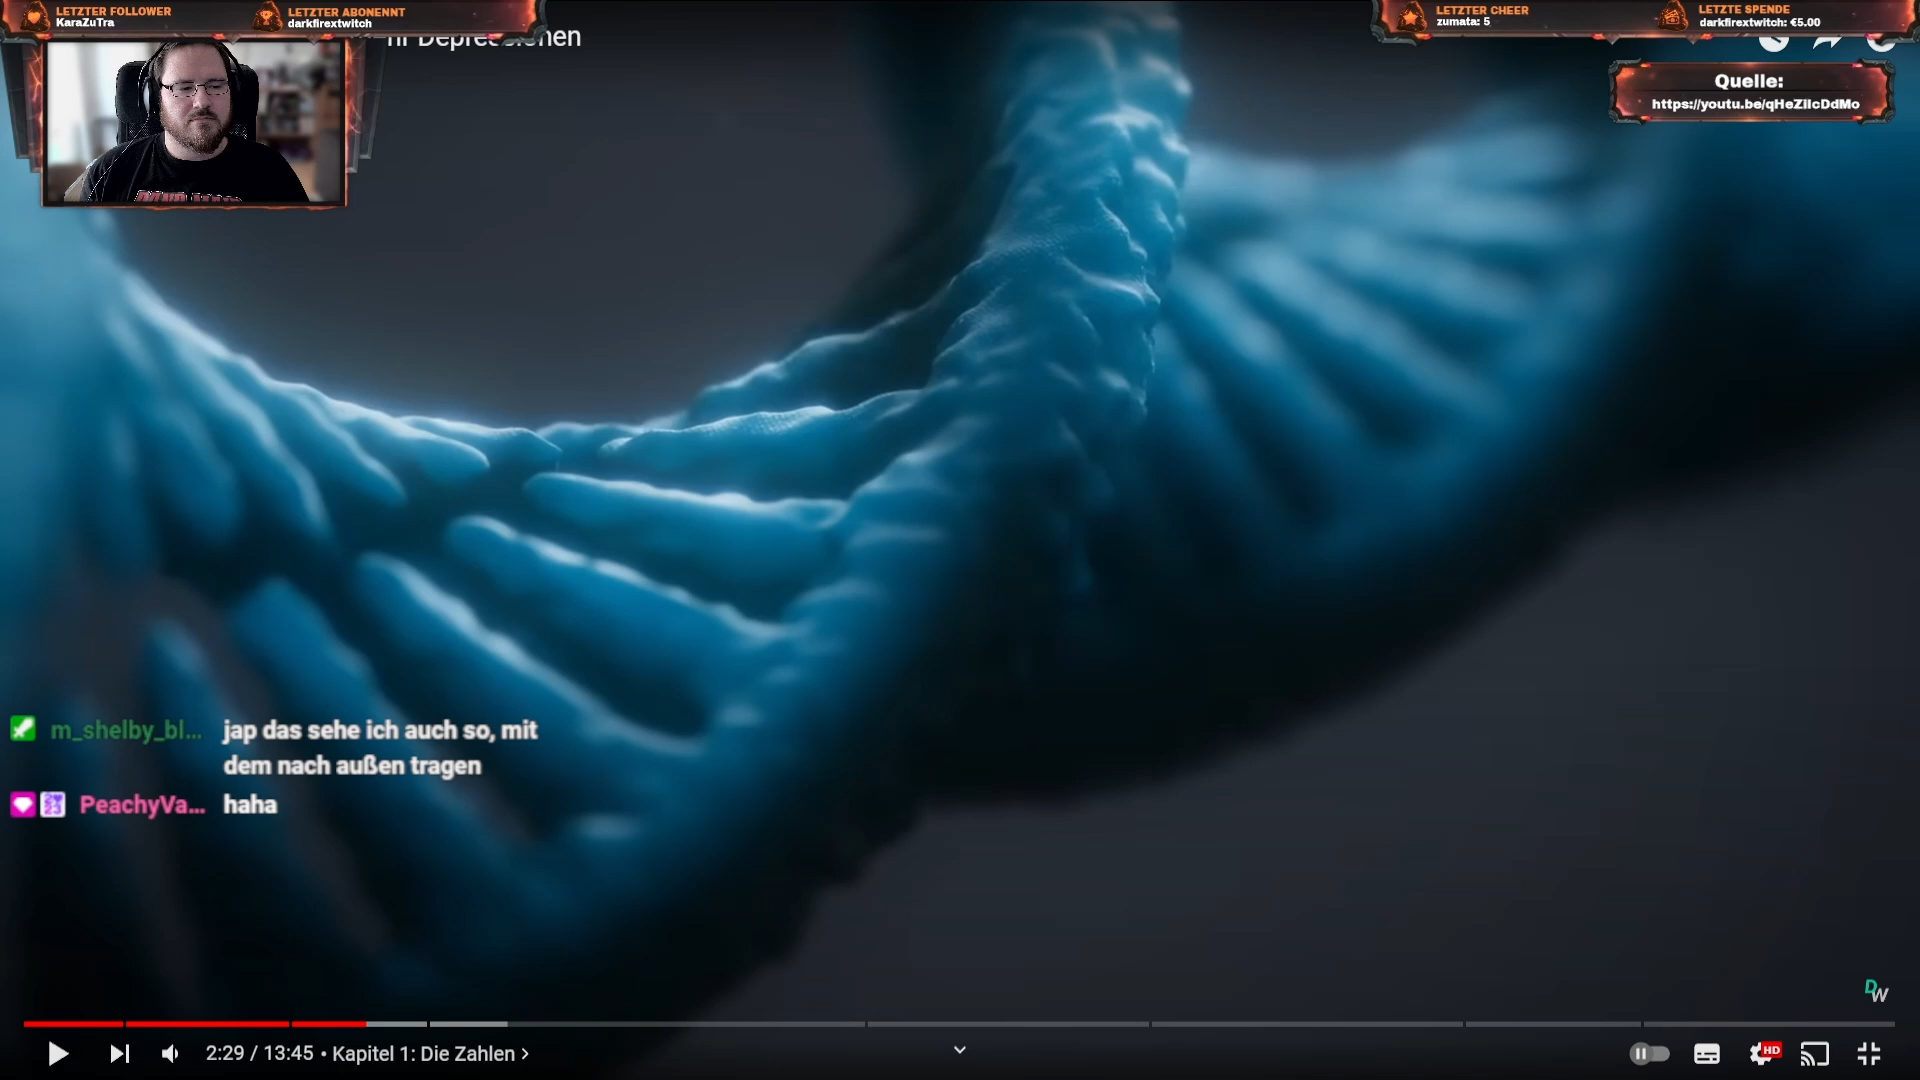 LETZTER FOLLOWER
KaraZuTra
LETZTER ABONENNT
darkfirextwitch
LETZTER CHEER
zumata: 5
LETZTE SPENDE
darkfirextwitch: €5.00
Quelle:
https://youtu.be/qHeZiIcDdMo
m_shelby_bl... jap das sehe ich auch so, mit
dem nach außen tragen
PeachyVa... haha
DW
2:29 / 13:45 • Kapitel 1: Die Zahlen
HD